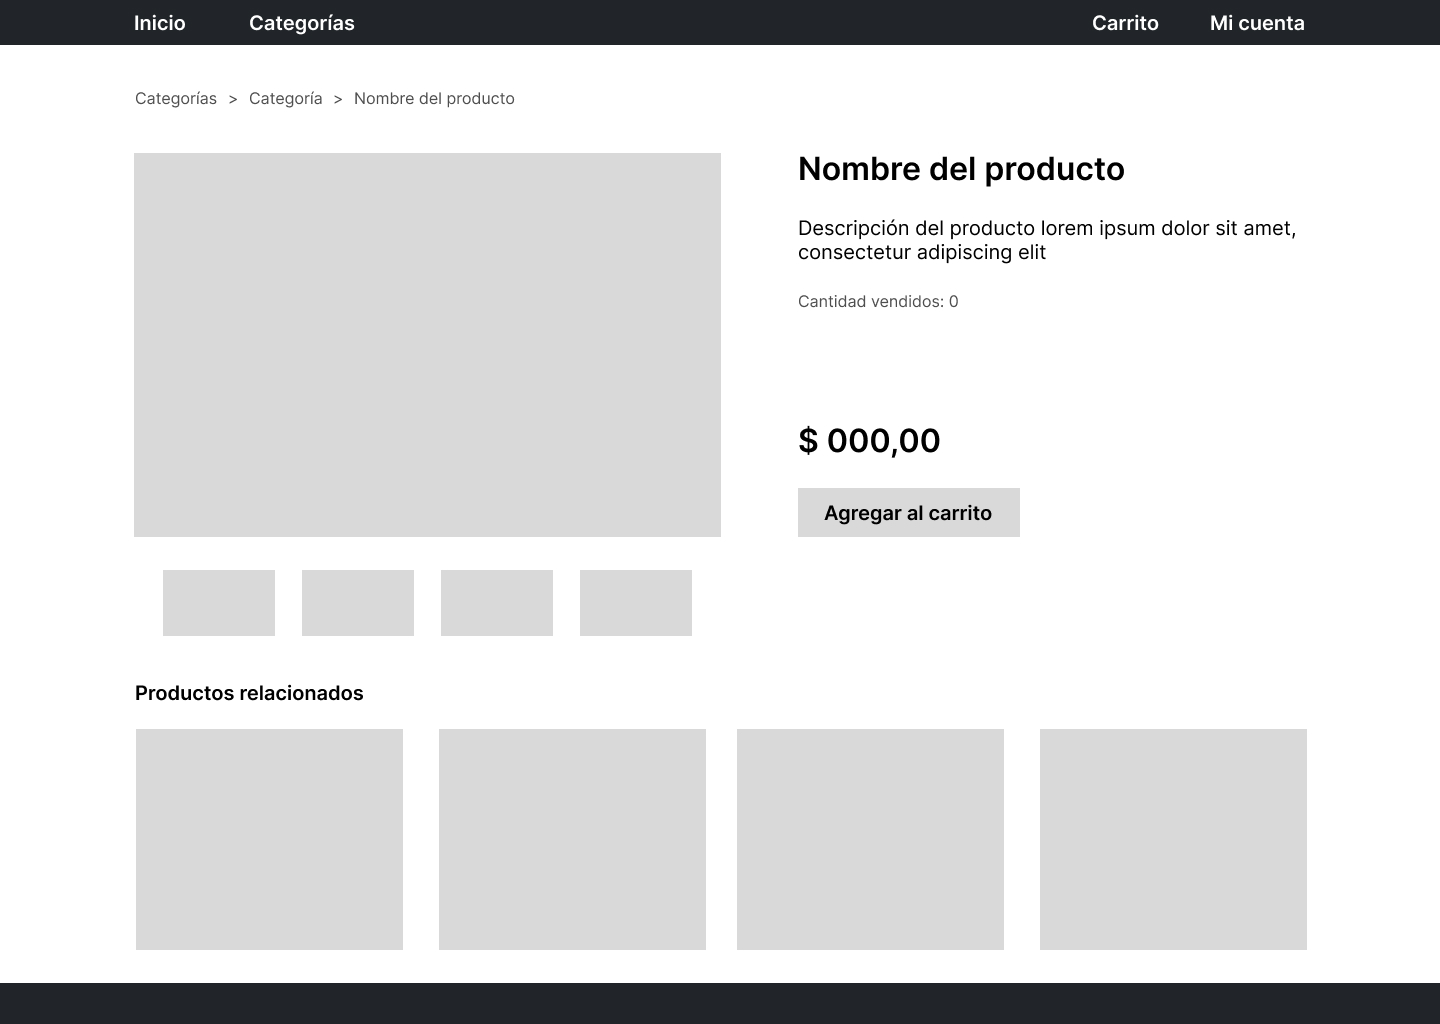 Inicio
Categorías
Carrito
Mi cuenta
Categorías > Categoría > Nombre del producto
Nombre del producto
Descripción del producto lorem ipsum dolor sit amet,
consectetur adipiscing elit
Cantidad vendidos: 0
$ 000,00
Agregar al carrito
Productos relacionados